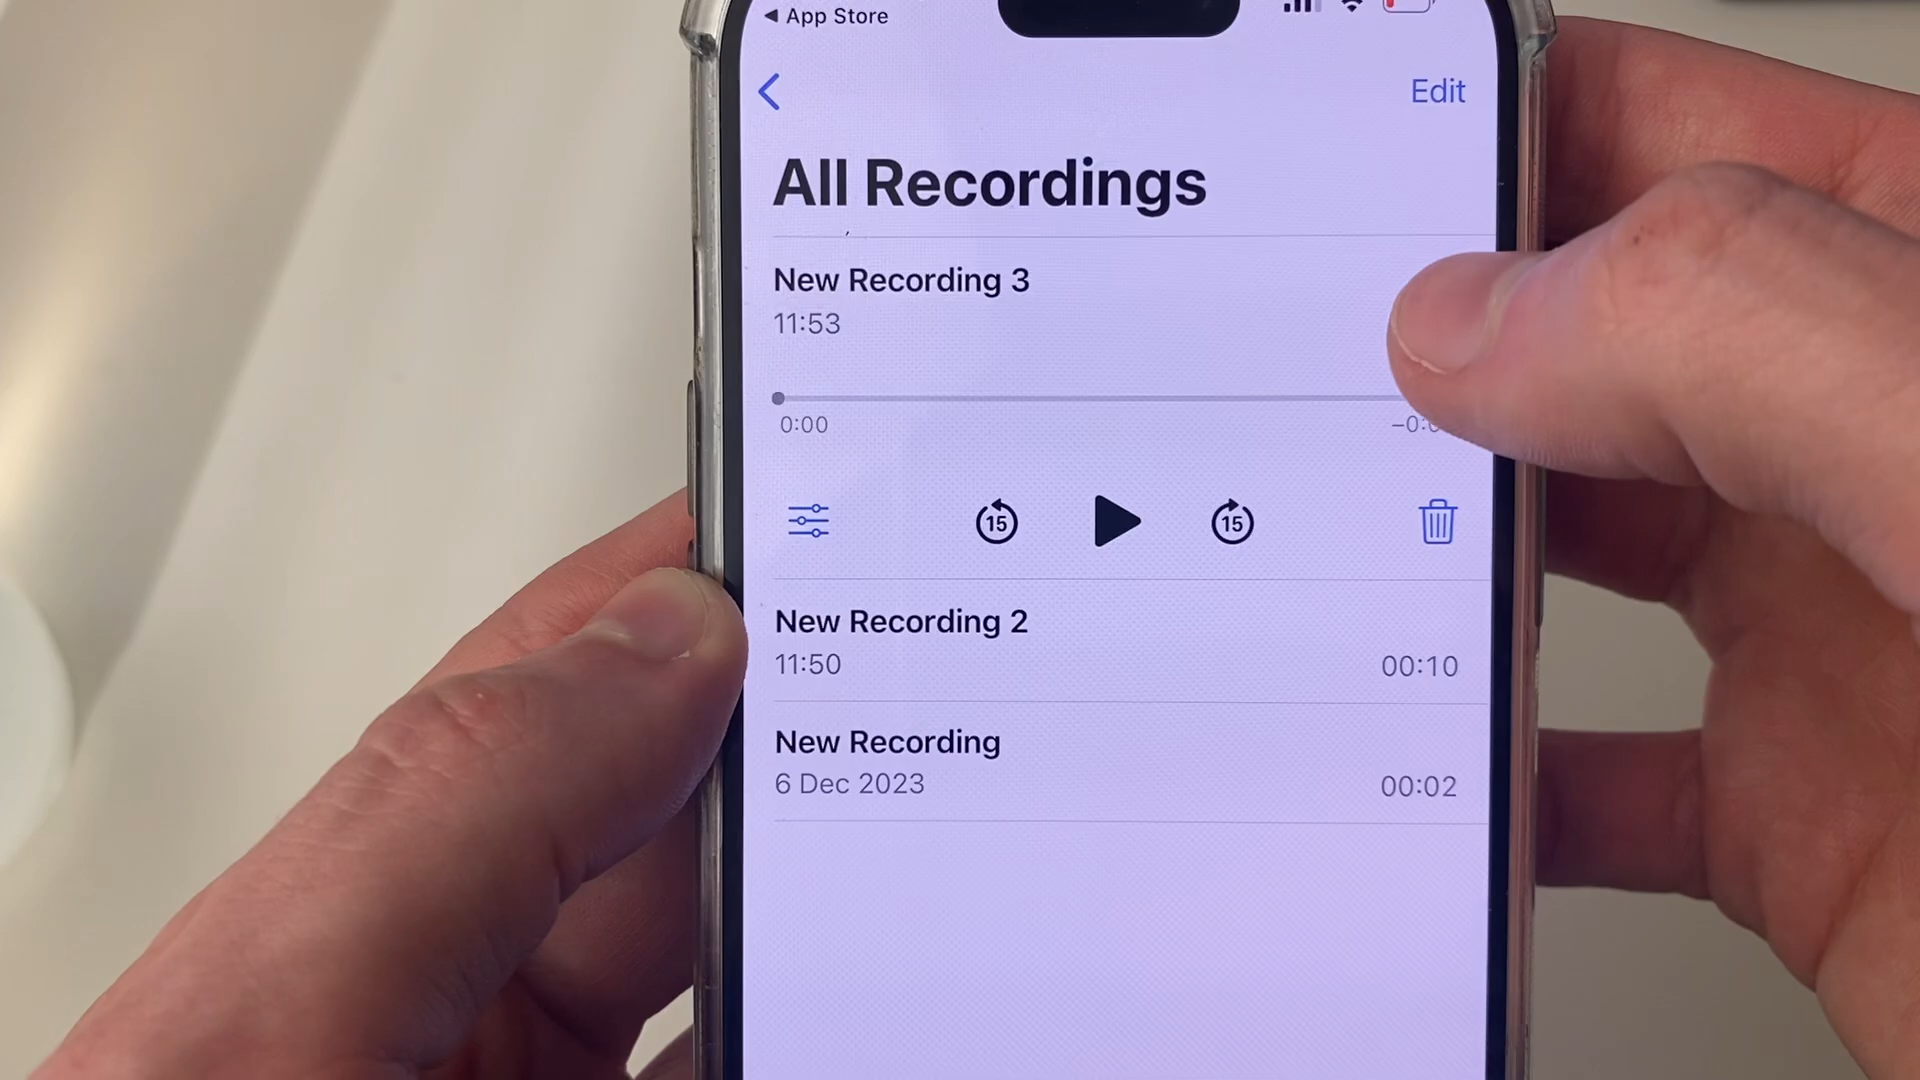 ◀ App Store
Edit
All Recordings
New Recording 3
11:53
0:00
15
15
New Recording 2
11:50
00:10
New Recording
6 Dec 2023
00:02